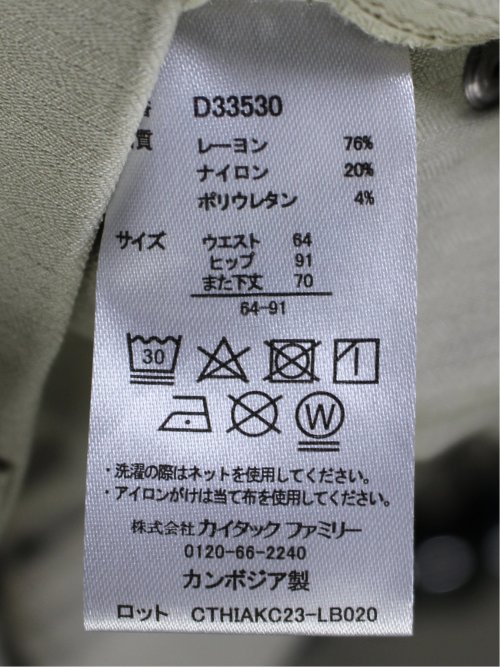 D33530
質 レーヨン 76%
ナイロン 20%
ポリウレタン 4%
サイズ ウエスト 64
ヒップ 91
また下丈 70
64-91
30
W
・洗濯の際はネットを使用してください。
・アイロンがけは当て布を使用してください。
株式会社 カイタック ファミリー
0120-66-2240
カンボジア製
ロット CTHIAKC23-LB020